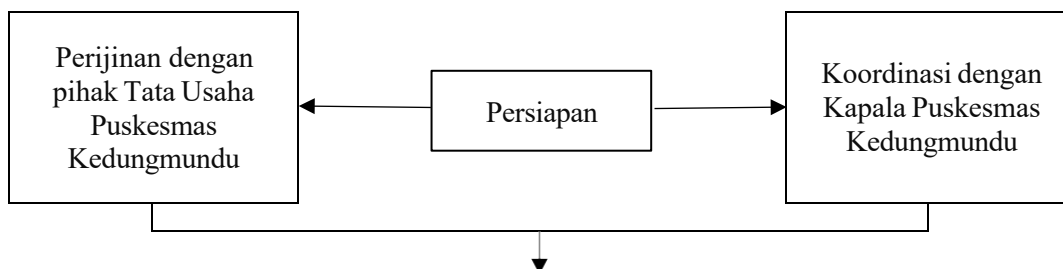 Perijinan dengan
pihak Tata Usaha
Puskesmas
Kedungmundu
Persiapan
Koordinasi dengan
Kapala Puskesmas
Kedungmundu